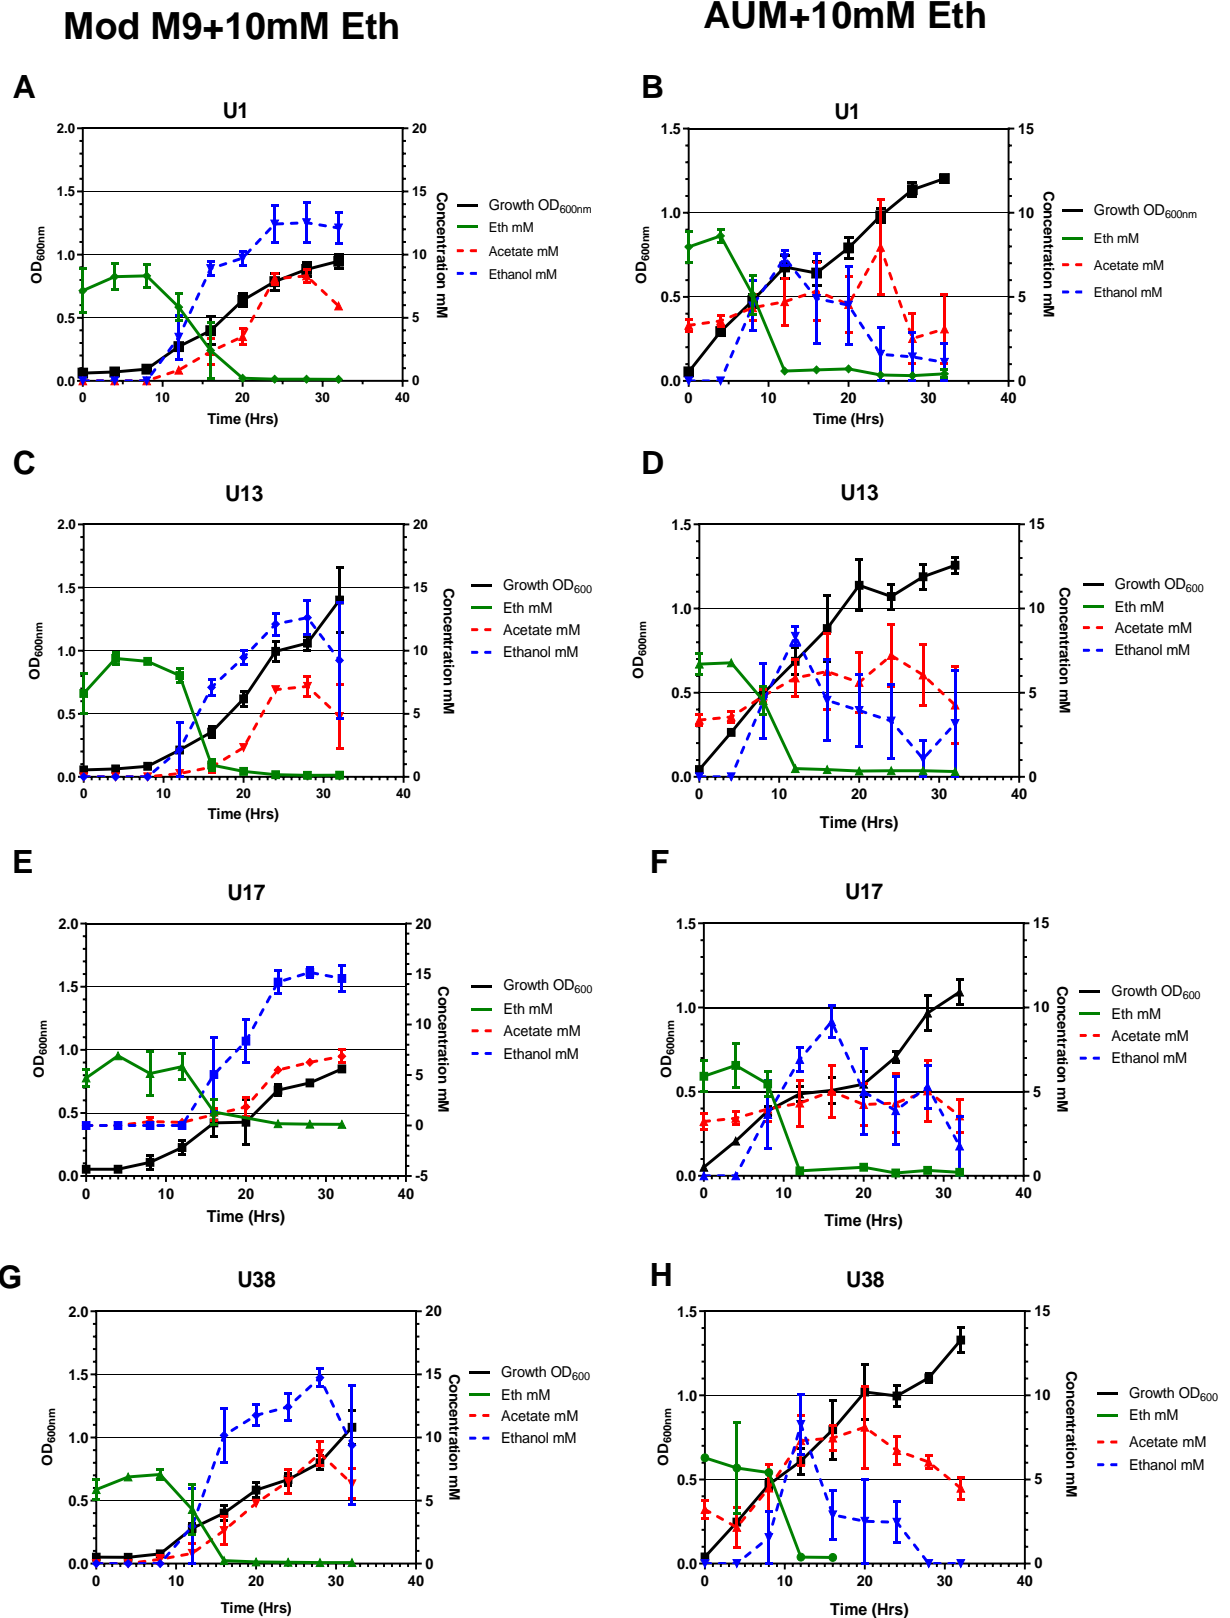 Mod M9+10mM Eth
AUM+10mM Eth
A
U1
2.0
1.5
1.0
0.5
0.0
OD600nm
0
10
20
30
40
Time (Hrs)
20
15
10
5
0
Concentration mM
Growth OD600nm
Eth mM
Acetate mM
Ethanol mM
B
U1
1.5
1.0
0.5
0.0
OD600nm
0
10
20
30
40
Time (Hrs)
15
10
5
0
Concentration mM
Growth OD600nm
Eth mM
Acetate mM
Ethanol mM
C
U13
2.0
1.5
1.0
0.5
0.0
OD600nm
0
10
20
30
40
Time (Hrs)
20
15
10
5
0
Concentration mM
Growth OD600
Eth mM
Acetate mM
Ethanol mM
D
U13
1.5
1.0
0.5
0.0
OD600nm
0
10
20
30
40
Time (Hrs)
15
10
5
0
Concentration mM
Growth OD600
Eth mM
Acetate mM
Ethanol mM
E
U17
2.0
1.5
1.0
0.5
0.0
OD600nm
0
10
20
30
40
Time (Hrs)
20
15
10
5
0
-5
Concentration mM
Growth OD600
Eth mM
Acetate mM
Ethanol mM
F
U17
1.5
1.0
0.5
0.0
OD600nm
0
10
20
30
40
Time (Hrs)
15
10
5
0
Concentration mM
Growth OD600
Eth mM
Acetate mM
Ethanol mM
G
U38
2.0
1.5
1.0
0.5
0.0
OD600nm
0
10
20
30
40
Time (Hrs)
20
15
10
5
0
Concentration mM
Growth OD600
Eth mM
Acetate mM
Ethanol mM
H
U38
1.5
1.0
0.5
0.0
OD600nm
0
10
20
30
40
Time (Hrs)
15
10
5
0
Concentration mM
Growth OD600
Eth mM
Acetate mM
Ethanol mM